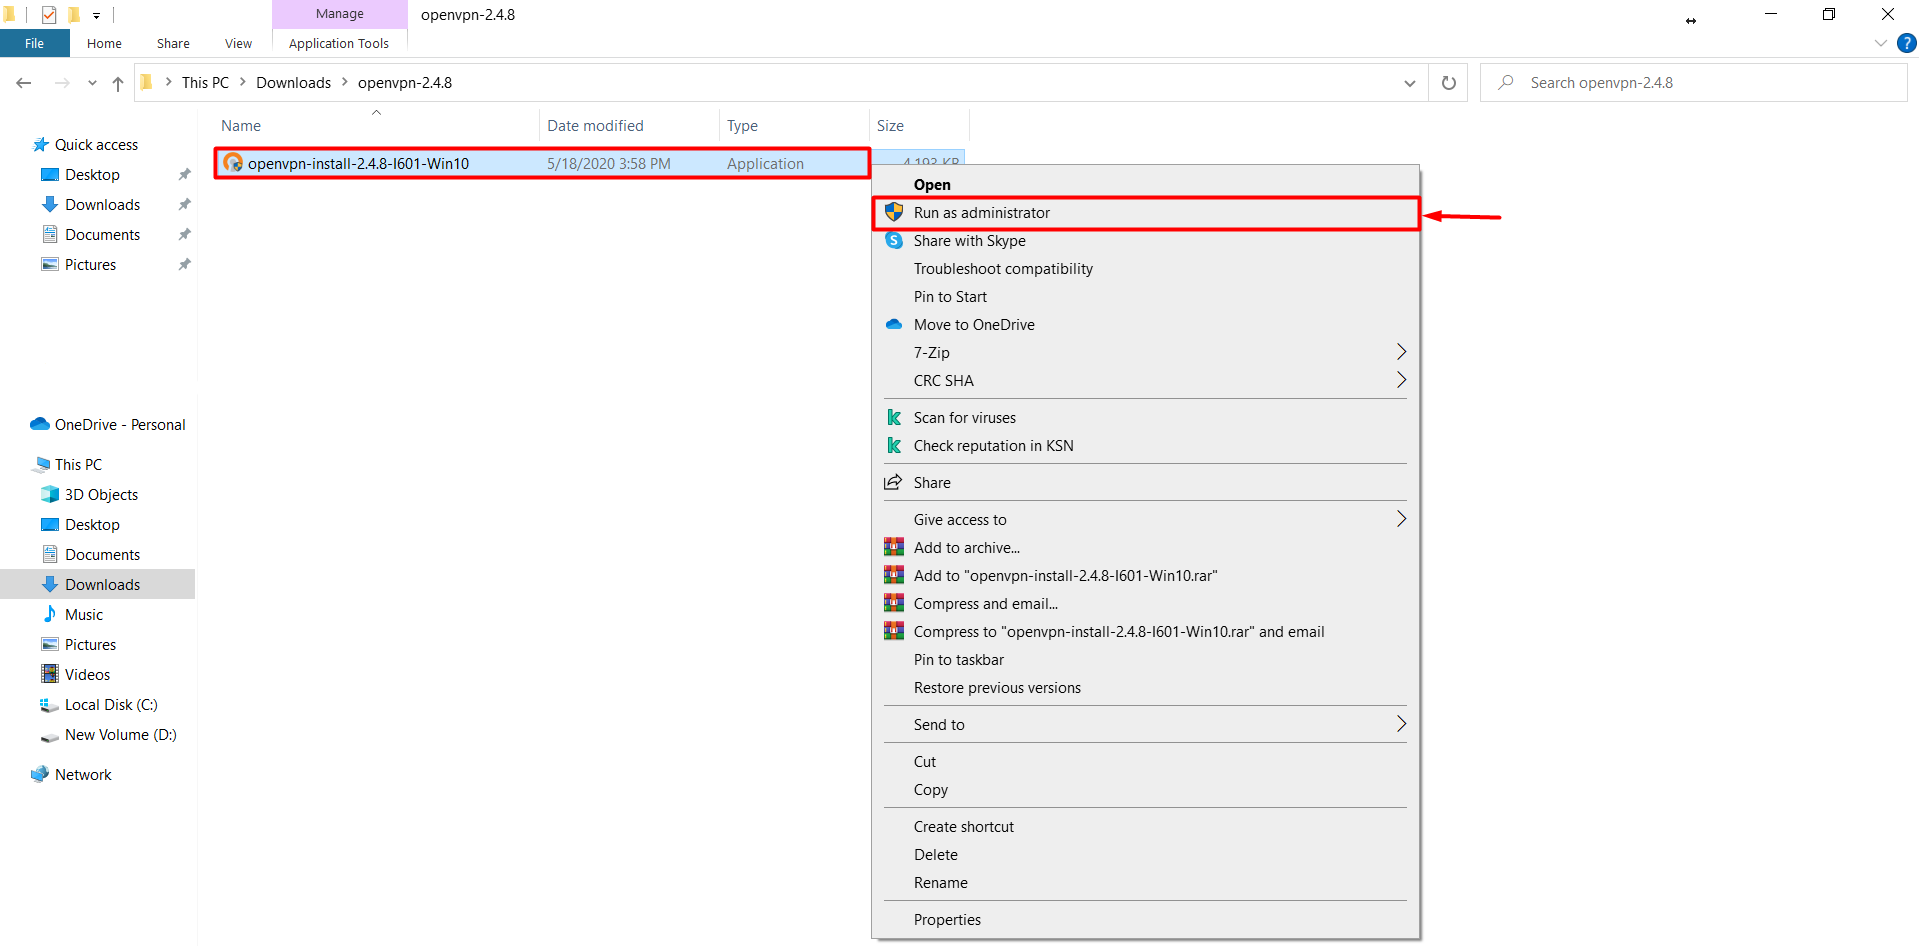 Manage
openvpn-2.4.8
File
Home
Share
View
Application Tools
?
This PC
Downloads
openvpn-2.4.8
Search openvpn-2.4.8
Name
Date modified
Type
Size
Quick access
Desktop
Downloads
Documents
Pictures
OneDrive - Personal
This PC
3D Objects
Desktop
Documents
Downloads
Music
Pictures
Videos
Local Disk (C:)
New Volume (D:)
Network
openvpn-install-2.4.8-I601-Win10
5/18/2020 3:58 PM
Application
4,193 KB
Open
Run as administrator
S
Share with Skype
Troubleshoot compatibility
Pin to Start
Move to OneDrive
7-Zip
CRC SHA
k
Scan for viruses
k
Check reputation in KSN
Share
Give access to
Add to archive...
Add to "openvpn-install-2.4.8-I601-Win10.rar"
Compress and email...
Compress to "openvpn-install-2.4.8-I601-Win10.rar" and email
Pin to taskbar
Restore previous versions
Send to
Cut
Copy
Create shortcut
Delete
Rename
Properties